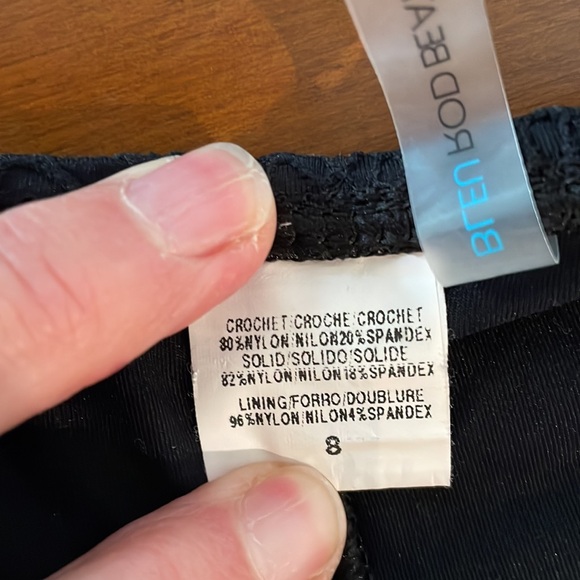 BLEU ROD BEA
CROCHET/CROCHE/CROCHET
80%NYLON/NILON20%SPANDEX
SOLID/SOLIDO/SOLIDE
82%NYLON/NILON18%SPANDEX
LINING/FORRO/DOUBLURE
96%NYLON/NILON4%SPANDEX
8